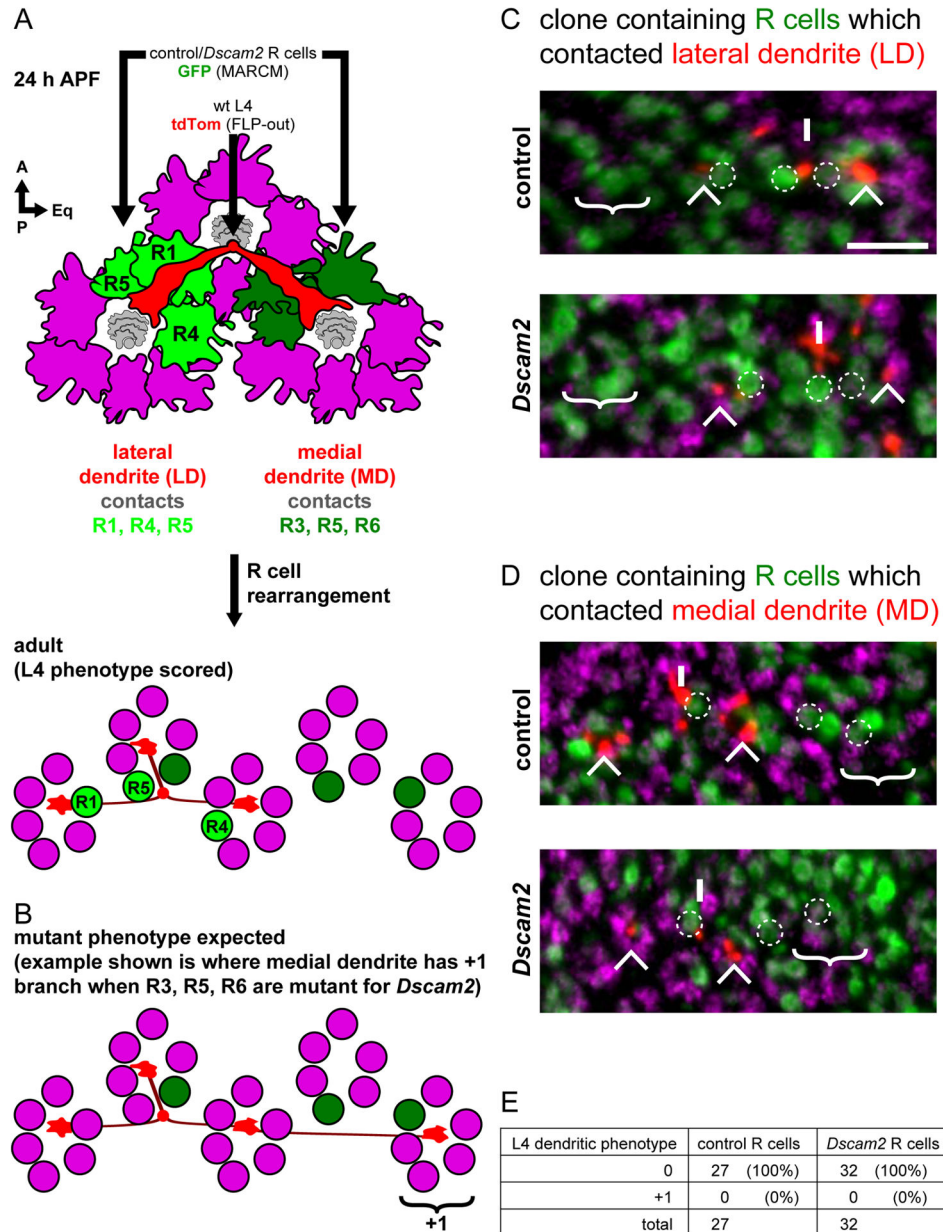 A
control/Dscam2 R cells
GFP (MARCM)
24 h APF
wt L4
tdTom (FLP-out)
A
Eq
P
R1
R5
R4
lateral
dendrite (LD)
contacts
R1, R4, R5
medial
dendrite (MD)
contacts
R3, R5, R6
R cell
rearrangement
adult
(L4 phenotype scored)
R1
R5
R4
B
mutant phenotype expected
(example shown is where medial dendrite has +1
branch when R3, R5, R6 are mutant for Dscam2)
+1
C clone containing R cells which
contacted lateral dendrite (LD)
control
Dscam2
D clone containing R cells which
contacted medial dendrite (MD)
control
Dscam2
E
L4 dendritic phenotype control R cells Dscam2 R cells
0 27 (100%) 32 (100%)
+1 0 (0%) 0 (0%)
total 27 32